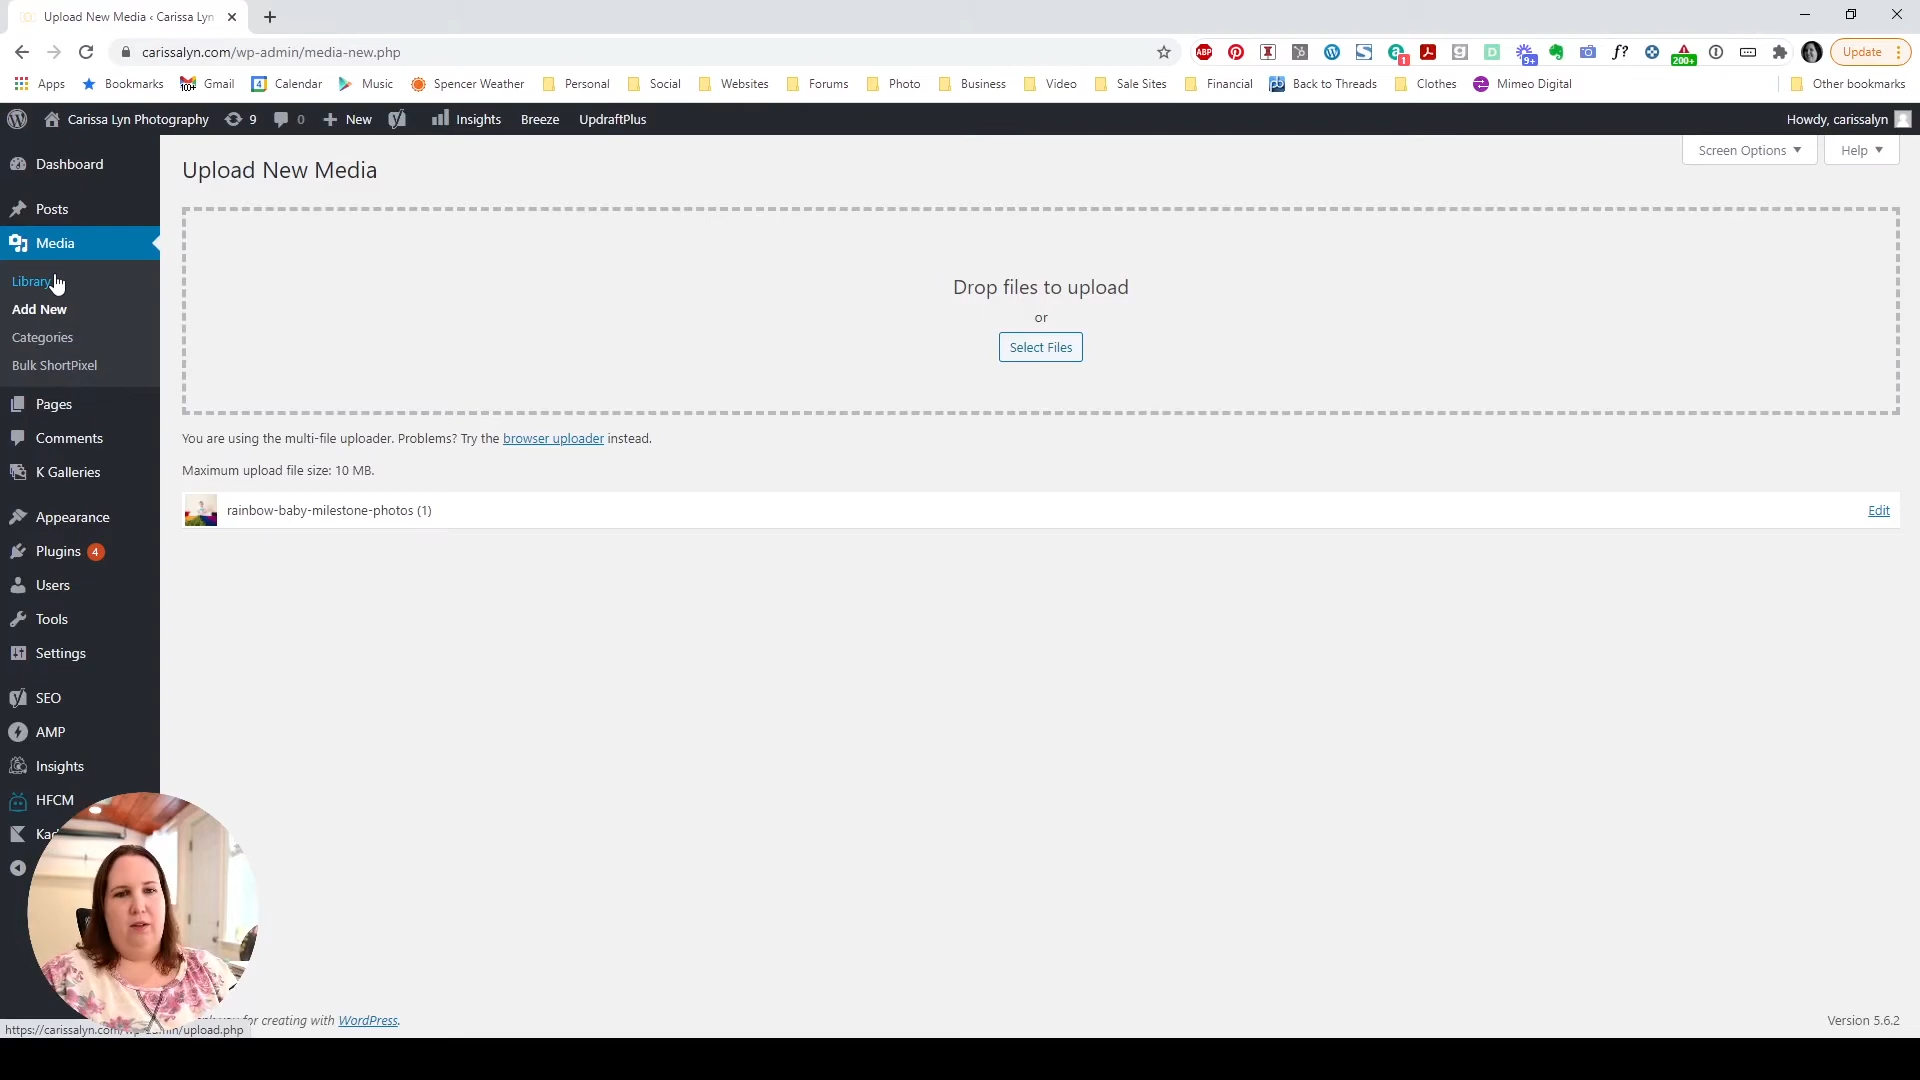 Upload New Media ‹ Carissa Lyn
carissalyn.com/wp-admin/media-new.php
ABP
1
9+
f?
200+
Update
Apps
Bookmarks
100+
Gmail
4
Calendar
Music
Spencer Weather
Personal
Social
Websites
Forums
Photo
Business
Video
Sale Sites
Financial
Back to Threads
Clothes
Mimeo Digital
Other bookmarks
Carissa Lyn Photography
9
0
New
Insights
Breeze
UpdraftPlus
Howdy, carissalyn
Screen Options
Help
Dashboard
Posts
Media
Library
Add New
Categories
Bulk ShortPixel
Pages
Comments
K Galleries
Appearance
Plugins 4
Users
Tools
Settings
SEO
AMP
Insights
HFCM
Upload New Media
Drop files to upload
or
Select Files
You are using the multi-file uploader. Problems? Try the browser uploader instead.
Maximum upload file size: 10 MB.
rainbow-baby-milestone-photos (1)
Edit
for creating with WordPress.
Version 5.6.2